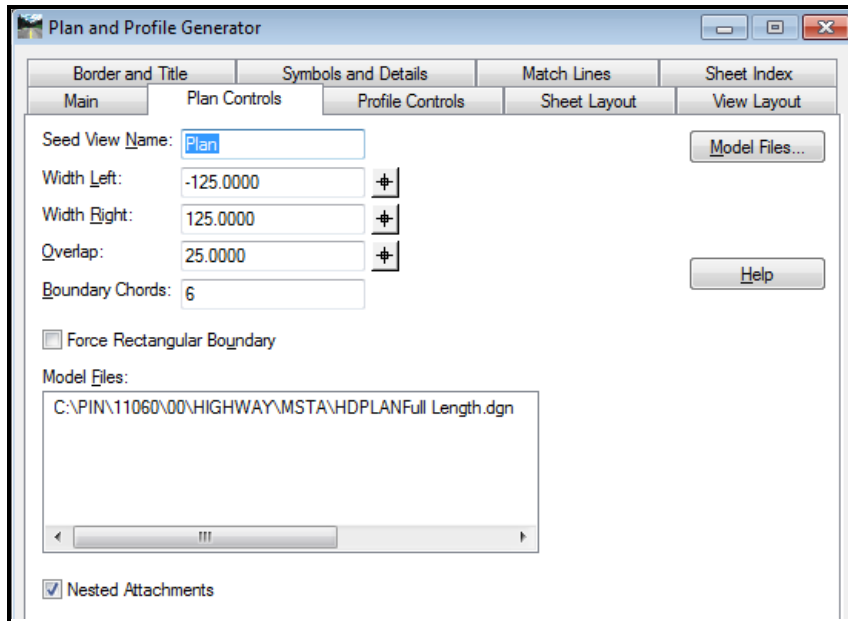 Plan and Profile Generator
Border and Title Symbols and Details Match Lines Sheet Index
Main Plan Controls Profile Controls Sheet Layout View Layout
Seed View Name: Plan Model Files...
Width Left: -125.0000
Width Right: 125.0000
Overlap: 25.0000 Help
Boundary Chords: 6
Force Rectangular Boundary
Model Files:
C:\PIN\11060\00\HIGHWAY\MSTA\HDPLANFull Length.dgn
Nested Attachments